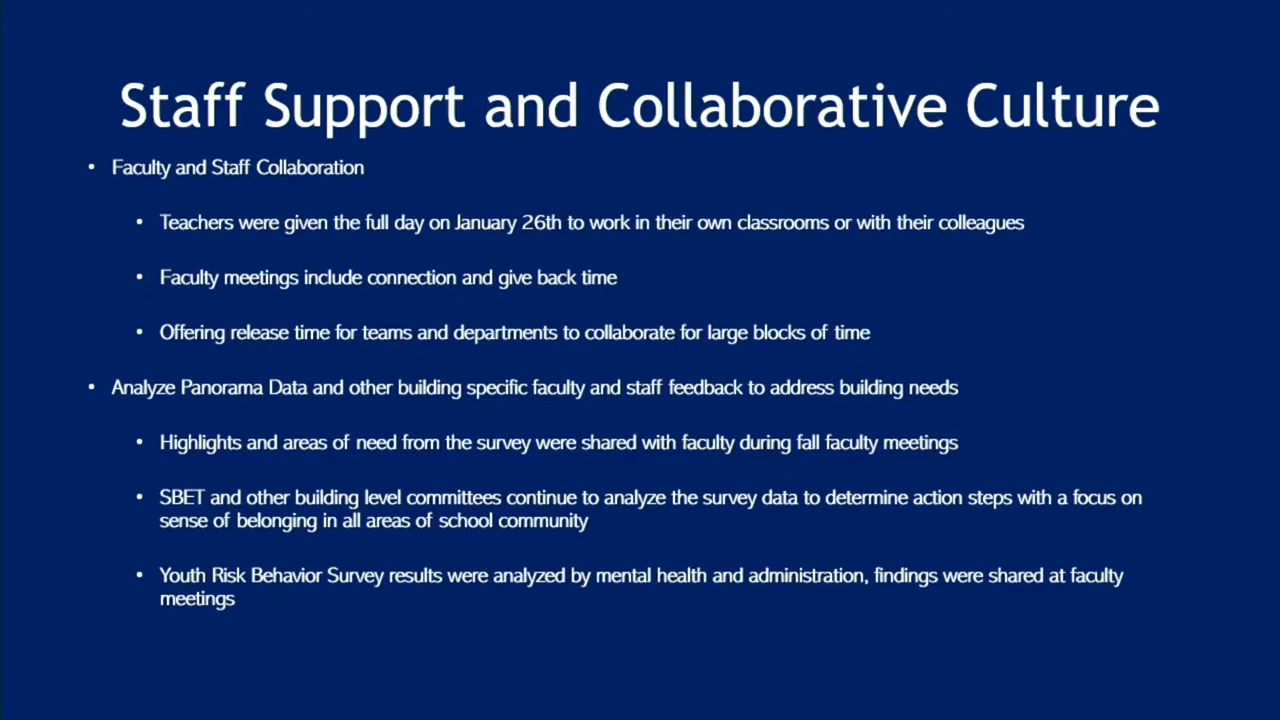 Staff Support and Collaborative Culture
• Faculty and Staff Collaboration
• Teachers were given the full day on January 26th to work in their own classrooms or with their colleagues
• Faculty meetings include connection and give back time
• Offering release time for teams and departments to collaborate for large blocks of time
• Analyze Panorama Data and other building specific faculty and staff feedback to address building needs
• Highlights and areas of need from the survey were shared with faculty during fall faculty meetings
• SBET and other building level committees continue to analyze the survey data to determine action steps with a focus on
sense of belonging in all areas of school community
• Youth Risk Behavior Survey results were analyzed by mental health and administration, findings were shared at faculty
meetings